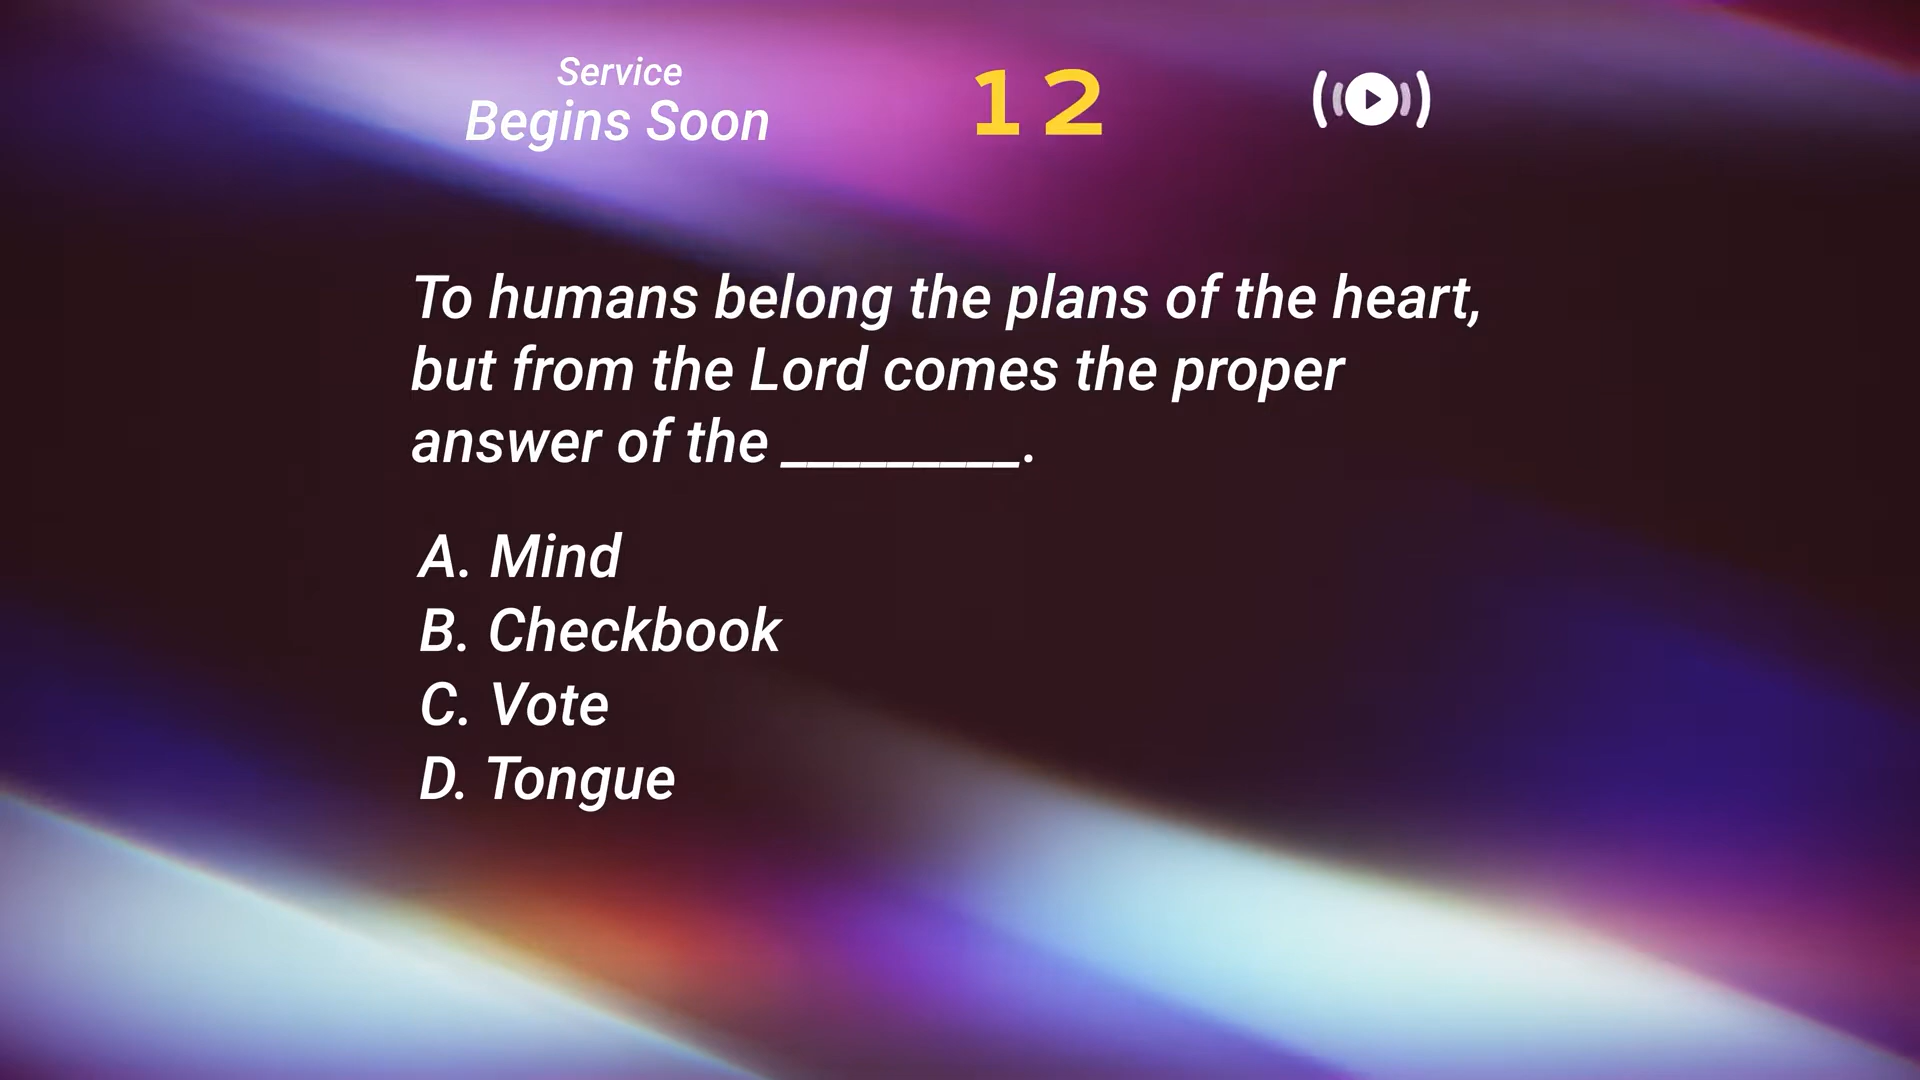 Service
Begins Soon
12
To humans belong the plans of the heart,
but from the Lord comes the proper
answer of the _________.
A. Mind
B. Checkbook
C. Vote
D. Tongue